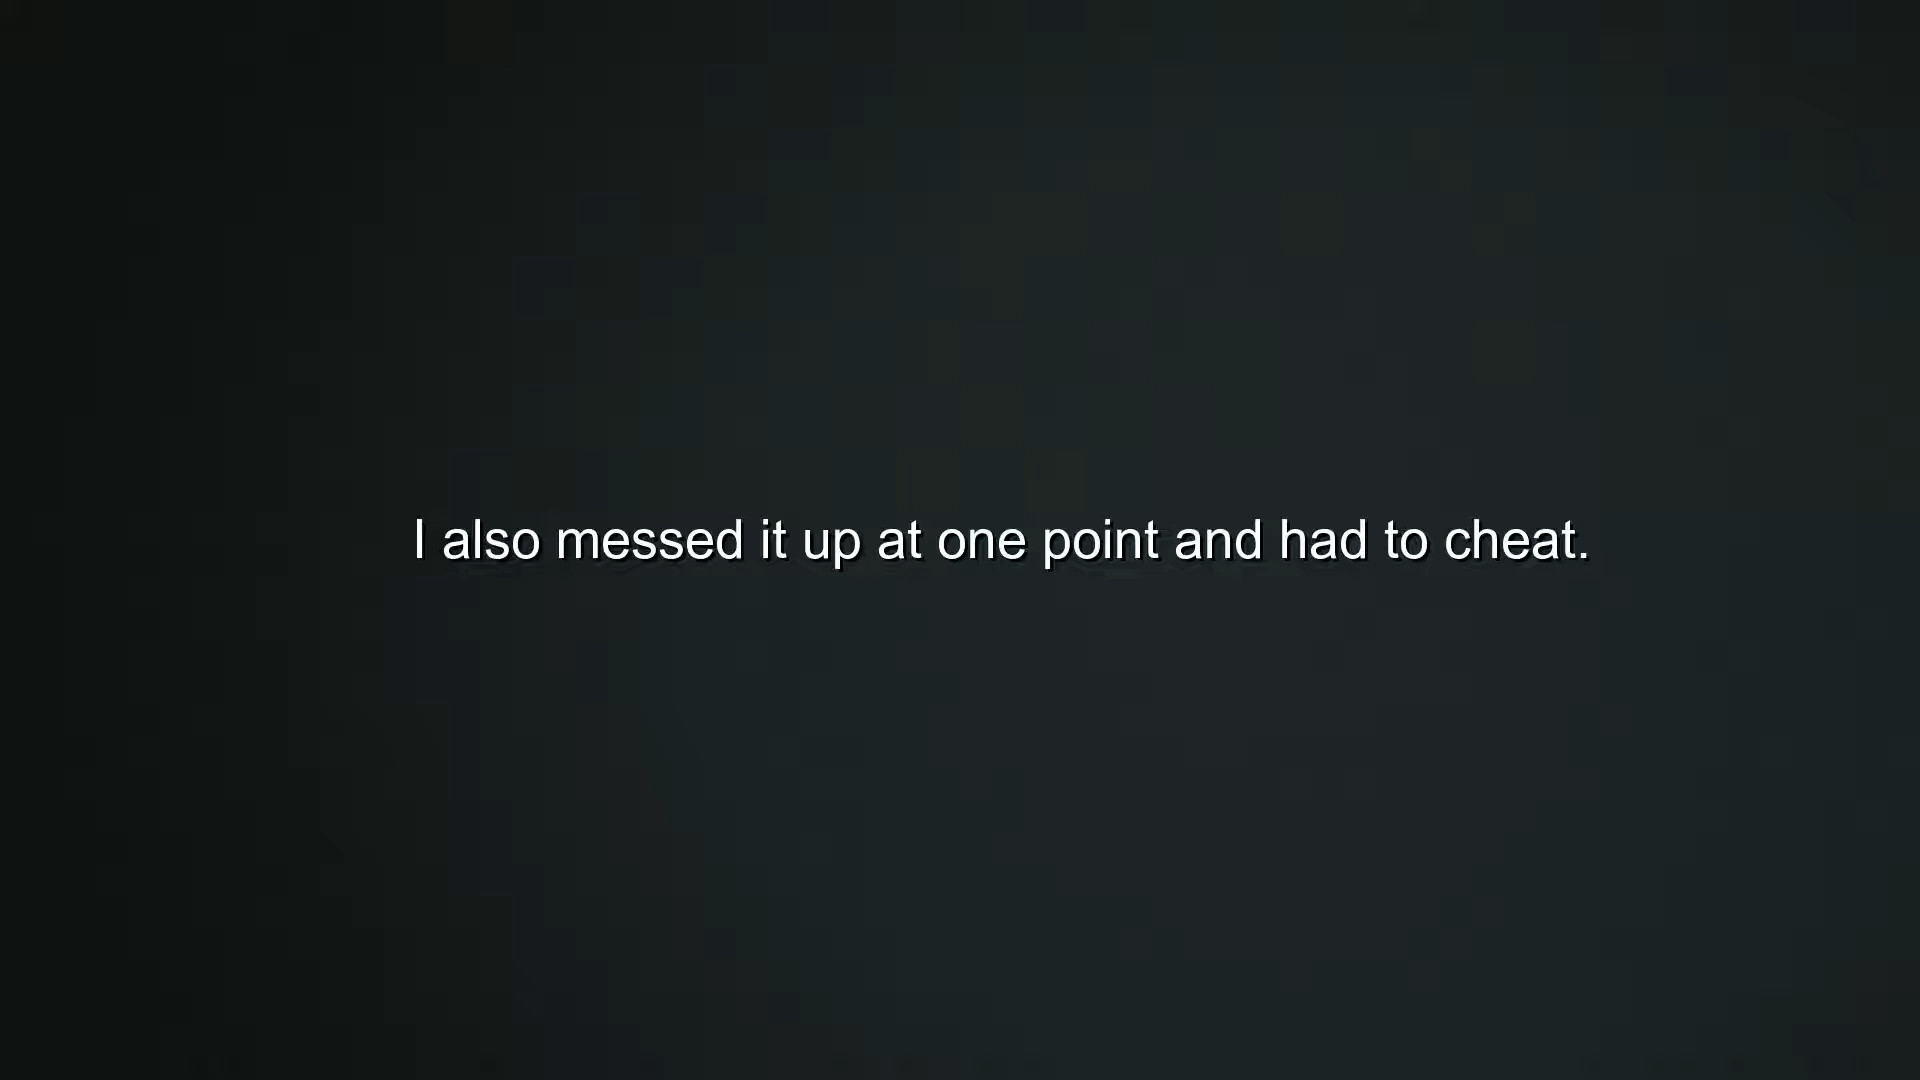 I also messed it up at one point and had to cheat.